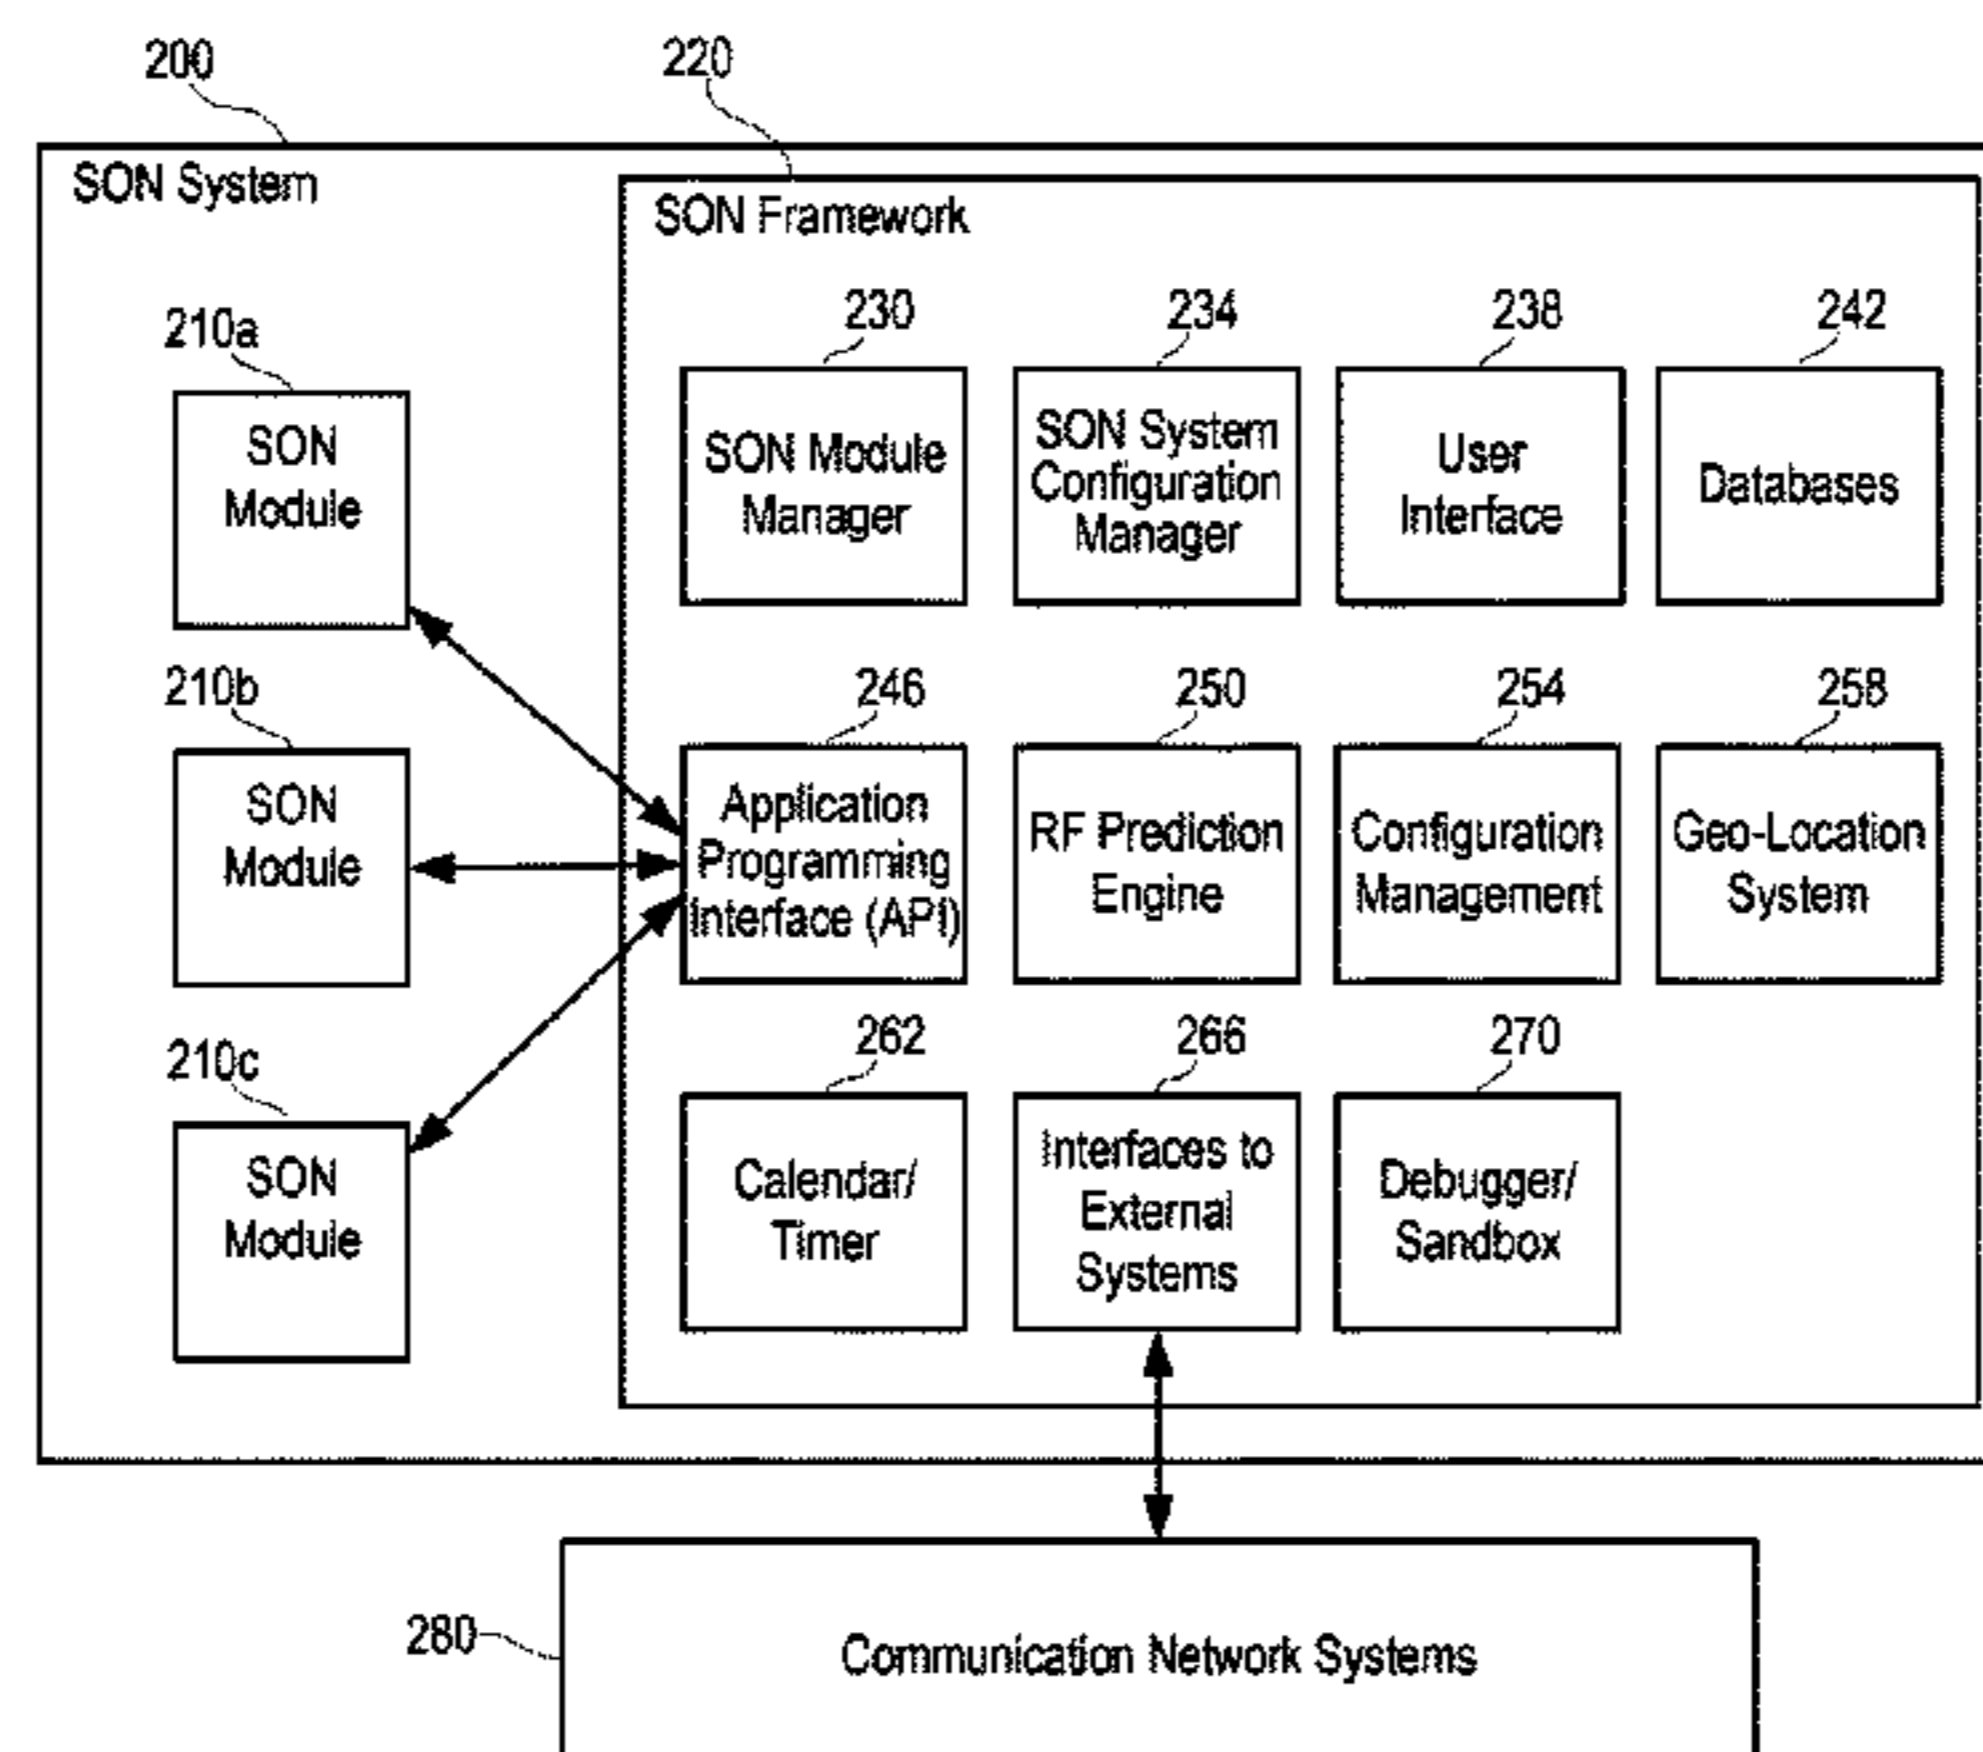 200
220
SON System
SON Framework
230
234
238
242
210a
SON
Module
SON Module
Manager
SON System
Configuration
Manager
User
Interface
Databases
210b
246
250
254
258
SON
Module
Application
Programming
Interface (API)
RF Prediction
Engine
Configuration
Management
Geo-Location
System
210c
262
266
270
SON
Module
Calendar/
Timer
Interfaces to
External
Systems
Debugger/
Sandbox
280
Communication Network Systems